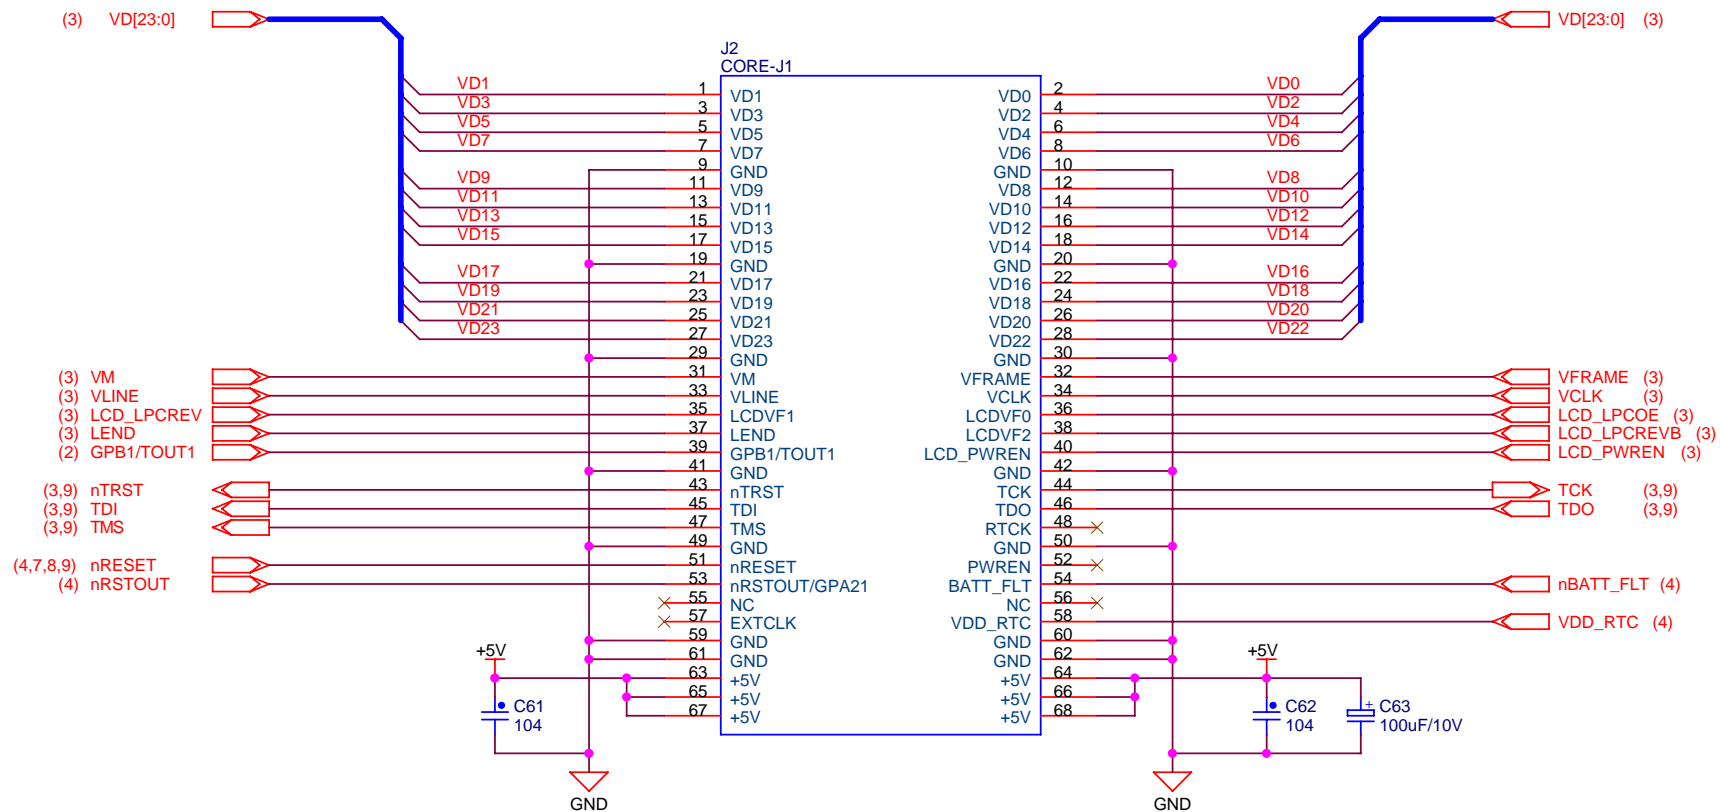 (3) VD[23:0] VD[23:0] (3)
J2
CORE-J1
VD1 1 VD1 VD0 2 VD0
VD3 3 VD3 VD2 4 VD2
VD5 5 VD5 VD4 6 VD4
VD7 7 VD7 VD6 8 VD6
9 GND GND 10
VD9 11 VD9 VD8 12 VD8
VD11 13 VD11 VD10 14 VD10
VD13 15 VD13 VD12 16 VD12
VD15 17 VD15 VD14 18 VD14
19 GND GND 20
VD17 21 VD17 VD16 22 VD16
VD19 23 VD19 VD18 24 VD18
VD21 25 VD21 VD20 26 VD20
VD23 27 VD23 VD22 28 VD22
29 GND GND 30
(3) VM 31 VM VFRAME 32 VFRAME (3)
(3) VLINE 33 VLINE VCLK 34 VCLK (3)
(3) LCD_LPCREV 35 LCDVF1 LCDVF0 36 LCD_LPCOE (3)
(3) LEND 37 LEND LCDVF2 38 LCD_LPCREVB (3)
(2) GPB1/TOUT1 39 GPB1/TOUT1 LCD_PWREN 40 LCD_PWREN (3)
41 GND GND 42
(3,9) nTRST 43 nTRST TCK 44 TCK (3,9)
(3,9) TDI 45 TDI TDO 46 TDO (3,9)
(3,9) TMS 47 TMS RTCK 48
49 GND GND 50
(4,7,8,9) nRESET 51 nRESET PWREN 52
(4) nRSTOUT 53 nRSTOUT/GPA21 BATT_FLT 54 nBATT_FLT (4)
55 NC NC 56
57 EXTCLK VDD_RTC 58 VDD_RTC (4)
59 GND GND 60
+5V 61 GND GND 62 +5V
63 +5V +5V 64
65 +5V +5V 66
67 +5V +5V 68
C61 C62 + C63
104 104 100uF/10V
GND GND